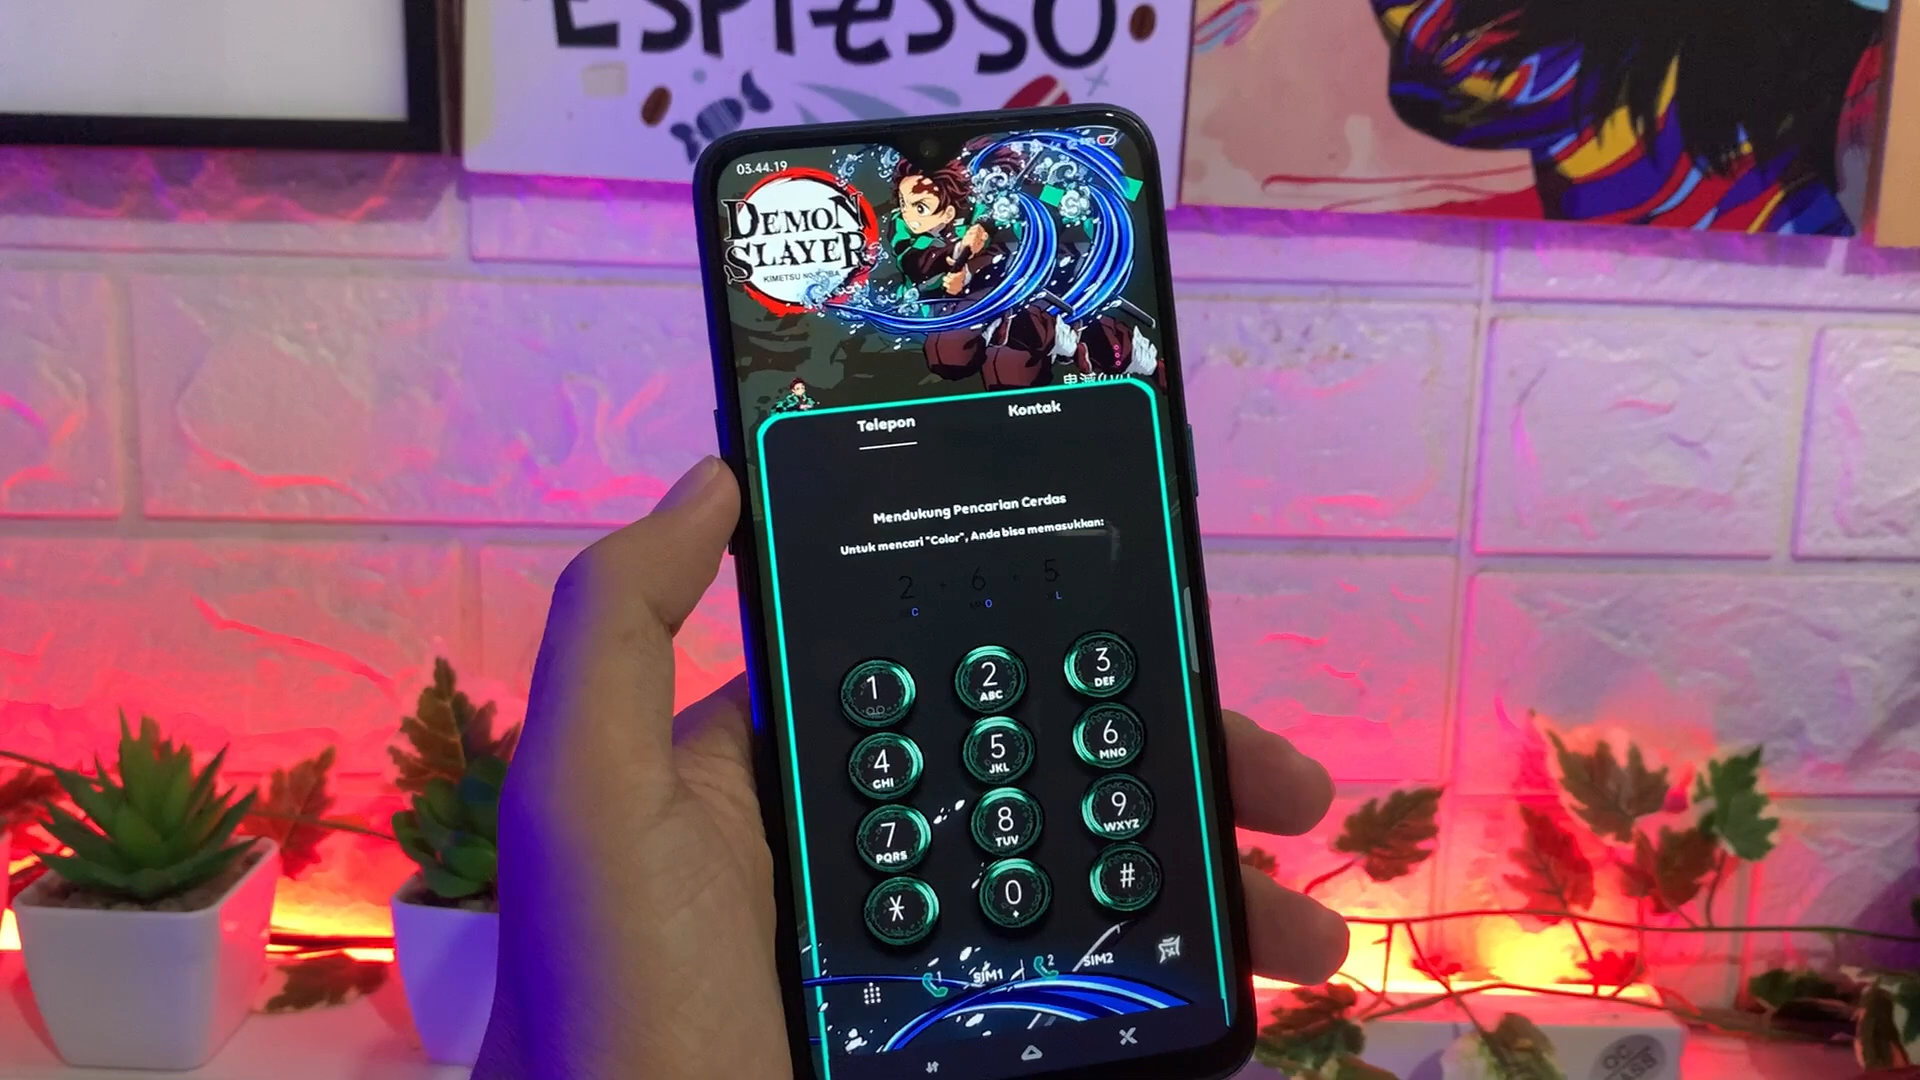 ESPRESSO
03.44.19
DEMON
SLAYER
KIMETSU NO
Telepon
Kontak
Mendukung Pencarian Cerdas
Untuk mencari "Color", Anda bisa memasukkan:
2 + 6 + 5
C O L
1 2 3
ABC DEF
4 5 6
GHI JKL MNO
7 8 9
PQRS TUV WXYZ
* 0 #
1 SIM1 2 SIM2